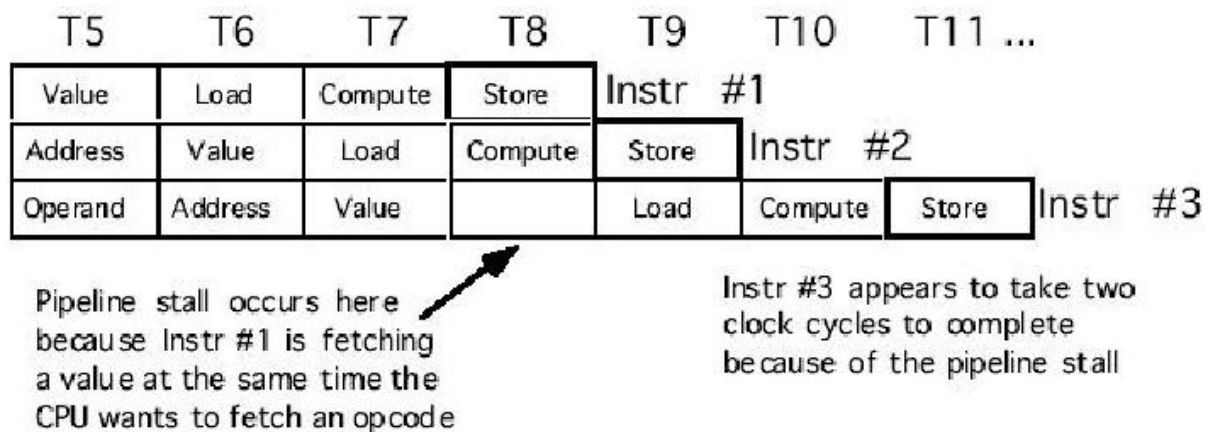 T5 T6 T7 T8 T9 T10 T11 ...
Value Load Compute Store Instr #1
Address Value Load Compute Store Instr #2
Operand Address Value Load Compute Store Instr #3
Pipeline stall occurs here
because Instr #1 is fetching
a value at the same time the
CPU wants to fetch an opcode
Instr #3 appears to take two
clock cycles to complete
because of the pipeline stall